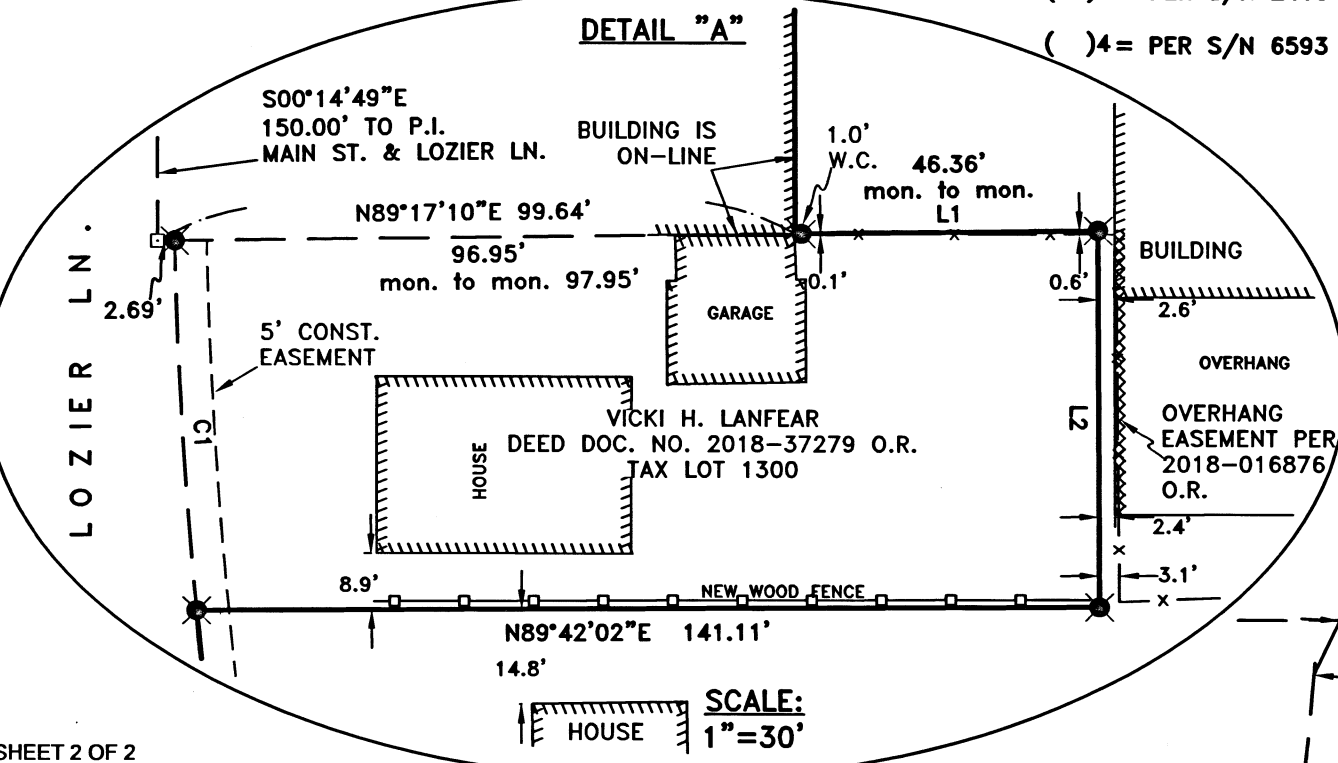 DETAIL "A"
( )4= PER S/N 6593
S00°14'49"E
150.00' TO P.I.
MAIN ST. & LOZIER LN.
BUILDING IS
ON-LINE
1.0'
W.C.
46.36'
mon. to mon.
L1
N89°17'10"E 99.64'
96.95'
mon. to mon. 97.95'
2.69'
0.1'
0.6'
BUILDING
2.6'
GARAGE
5' CONST.
EASEMENT
LOZIER LN.
OVERHANG
C1
HOUSE
VICKI H. LANFEAR
DEED DOC. NO. 2018-37279 O.R.
TAX LOT 1300
L2
OVERHANG
EASEMENT PER
2018-016876
O.R.
2.4'
3.1'
8.9'
NEW WOOD FENCE
N89°42'02"E 141.11'
14.8'
HOUSE
SCALE:
1"=30'
SHEET 2 OF 2